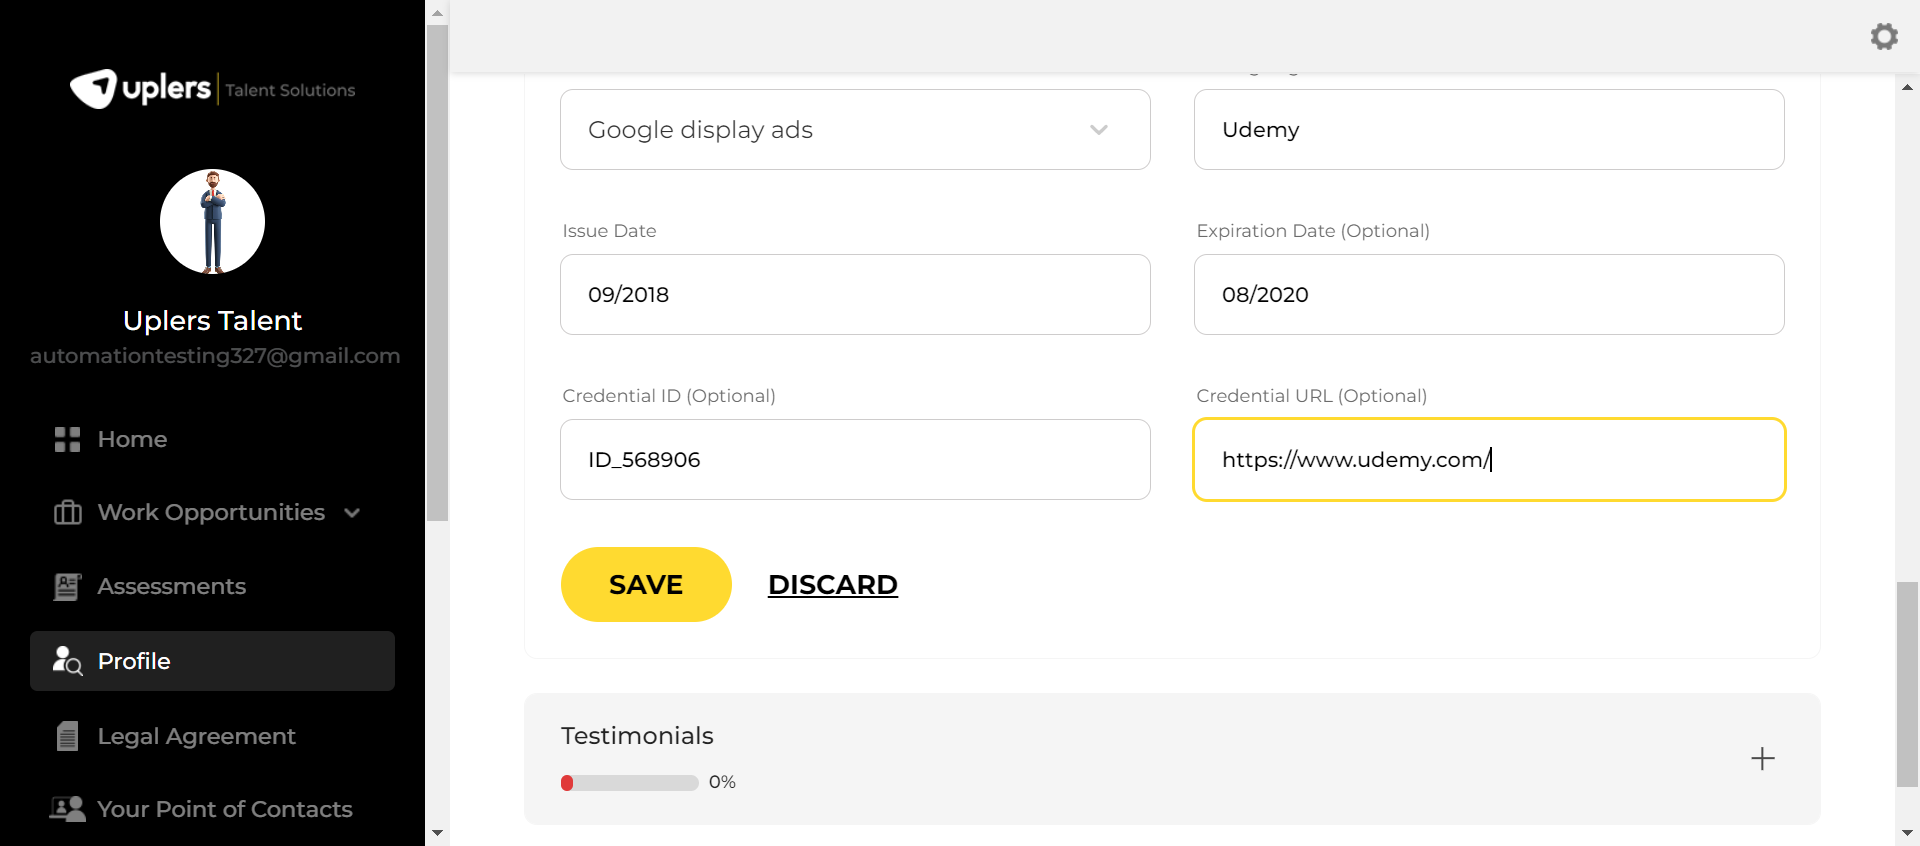 uplers | Talent Solutions
Uplers Talent
automationtesting327@gmail.com
Home
Work Opportunities
Assessments
Profile
Legal Agreement
Your Point of Contacts
Google display ads
Udemy
Issue Date
Expiration Date (Optional)
09/2018
08/2020
Credential ID (Optional)
Credential URL (Optional)
ID_568906
https://www.udemy.com/
SAVE
DISCARD
Testimonials
0%